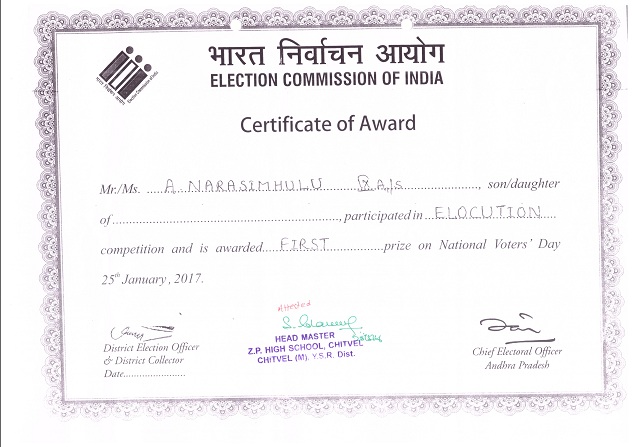 भारत निर्वाचन आयोग
ELECTION COMMISSION OF INDIA
Certificate of Award
Mr./Ms. ....A. NARASIMHULU ...................., son/daughter
of......................................................, participated in ...ELOCUTION....
competition and is awarded....FIRST..............prize on National Voters' Day
25th January, 2017.
Attested
District Election Officer
& District Collector
Date.......................
HEAD MASTER
Z.P. HIGH SCHOOL, CHITVEL
CHITVEL (M). Y.S.R. Dist.
Chief Electoral Officer
Andhra Pradesh